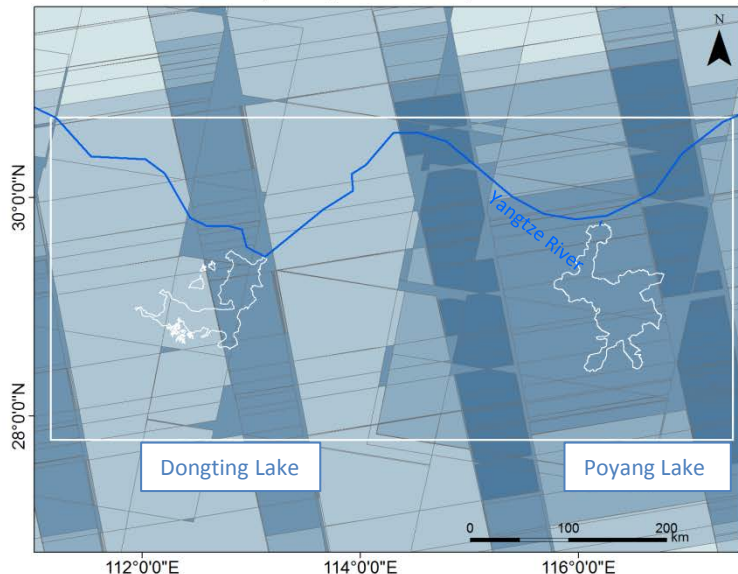 N
30°0'0"N
Yangtze River
28°0'0"N
Dongting Lake
Poyang Lake
0 100 200
km
112°0'0"E 114°0'0"E 116°0'0"E